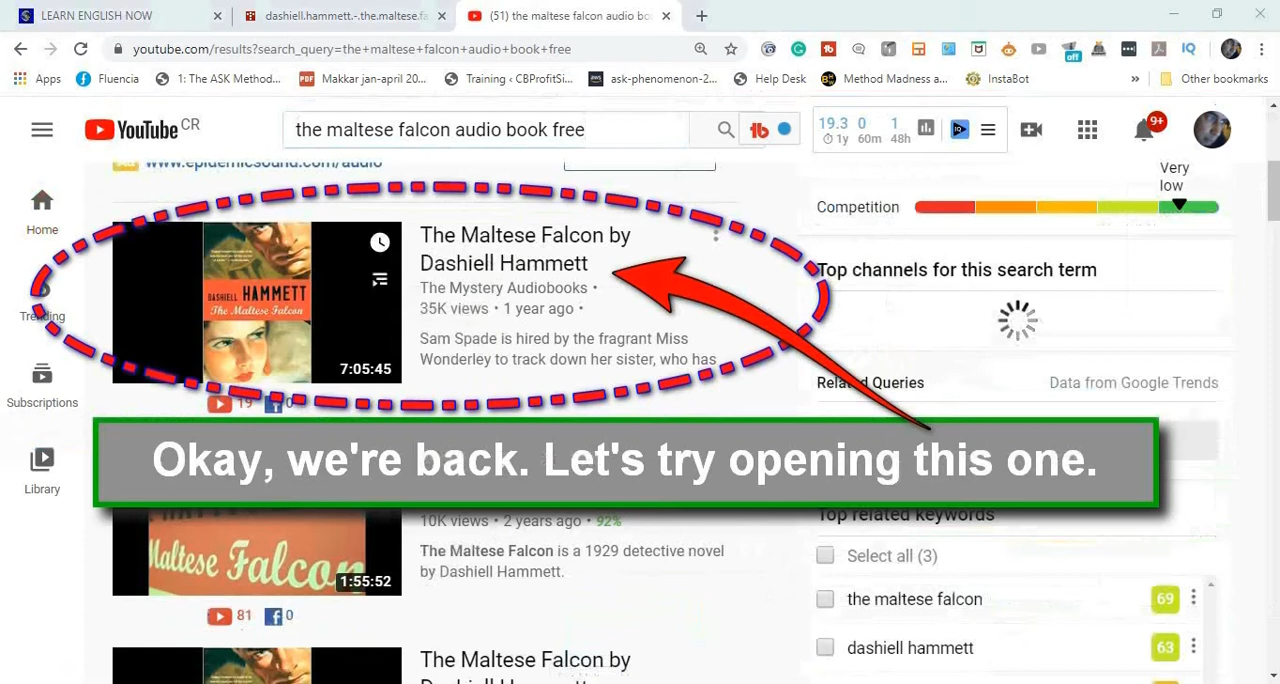 LEARN ENGLISH NOW
dashiell.hammett.-.the.maltese.fa
(51) the maltese falcon audio bo
youtube.com/results?search_query=the+maltese+falcon+audio+book+free
Apps
Fluencia
1: The ASK Method...
Makkar jan-april 20...
Training ‹ CBProfitSi...
ask-phenomenon-2...
Help Desk
Method Madness a...
InstaBot
»
Other bookmarks
off
IQ
YouTube CR
the maltese falcon audio book free
tb
19.3 0 1
1y 60m 48h
9+
www.epidemicsound.com/audio
Home
Trending
Subscriptions
Library
DASHIELL HAMMETT
The Maltese Falcon
7:05:45
The Maltese Falcon by
Dashiell Hammett
The Mystery Audiobooks •
35K views • 1 year ago •
Sam Spade is hired by the fragrant Miss
Wonderley to track down her sister, who has
19 0
Very
low
Competition
Top channels for this search term
Related Queries
Data from Google Trends
Okay, we're back. Let's try opening this one.
10K views • 2 years ago • 92%
The Maltese Falcon is a 1929 detective novel
by Dashiell Hammett.
Maltese Falcon
1:55:52
81 0
The Maltese Falcon by
Top related keywords
Select all (3)
the maltese falcon 69
dashiell hammett 63